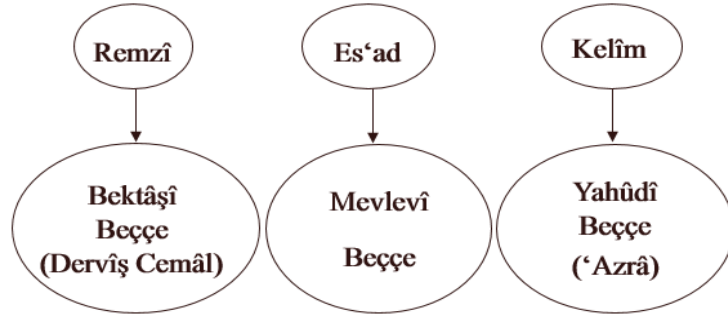 Remzî
Es‘ad
Kelîm
Bektâşî
Beççe
(Dervîş Cemâl)
Mevlevî
Beççe
Yahûdî
Beççe
(‘Azrâ)